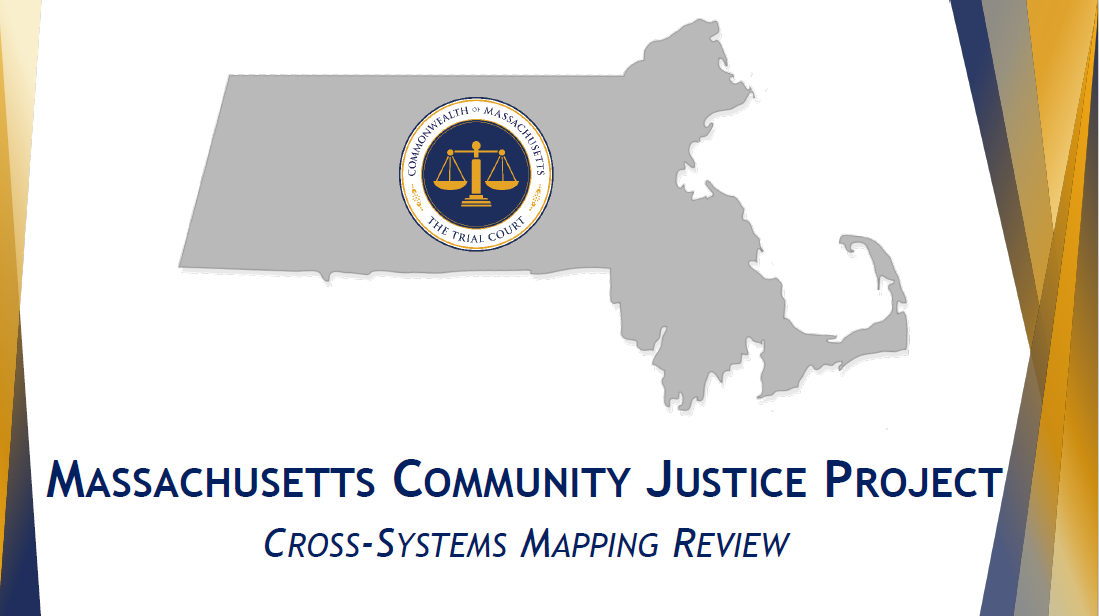 COMMONWEALTH OF MASSACHUSETTS
THE TRIAL COURT
MASSACHUSETTS COMMUNITY JUSTICE PROJECT
CROSS-SYSTEMS MAPPING REVIEW